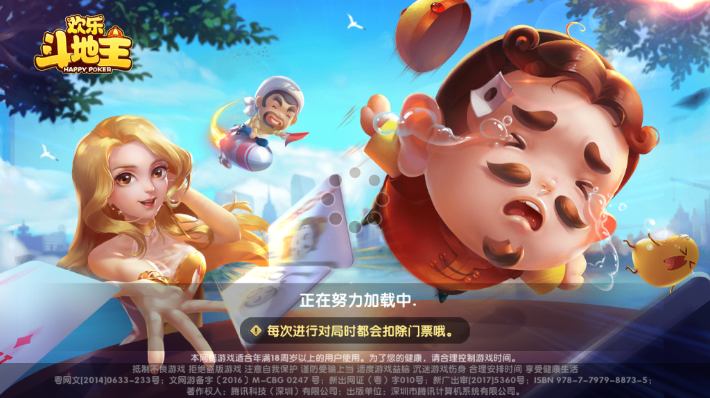 欢乐
斗地主
HAPPY POKER
正在努力加载中.
每次进行对局时都会扣除门票哦。
本网络游戏适合年满18周岁以上的用户使用。为了您的健康，请合理控制游戏时间。
抵制不良游戏 拒绝盗版游戏 注意自我保护 谨防受骗上当 适度游戏益脑 沉迷游戏伤身 合理安排时间 享受健康生活
粤网文[2014]0633-233号; 文网游备字〔2016〕M-CBG 0247 号; 新出网证（粤）字010号; 新广出审[2017]5360号; ISBN 978-7-7979-8873-5;
著作权人: 腾讯科技（深圳）有限公司; 出版单位: 深圳市腾讯计算机系统有限公司。